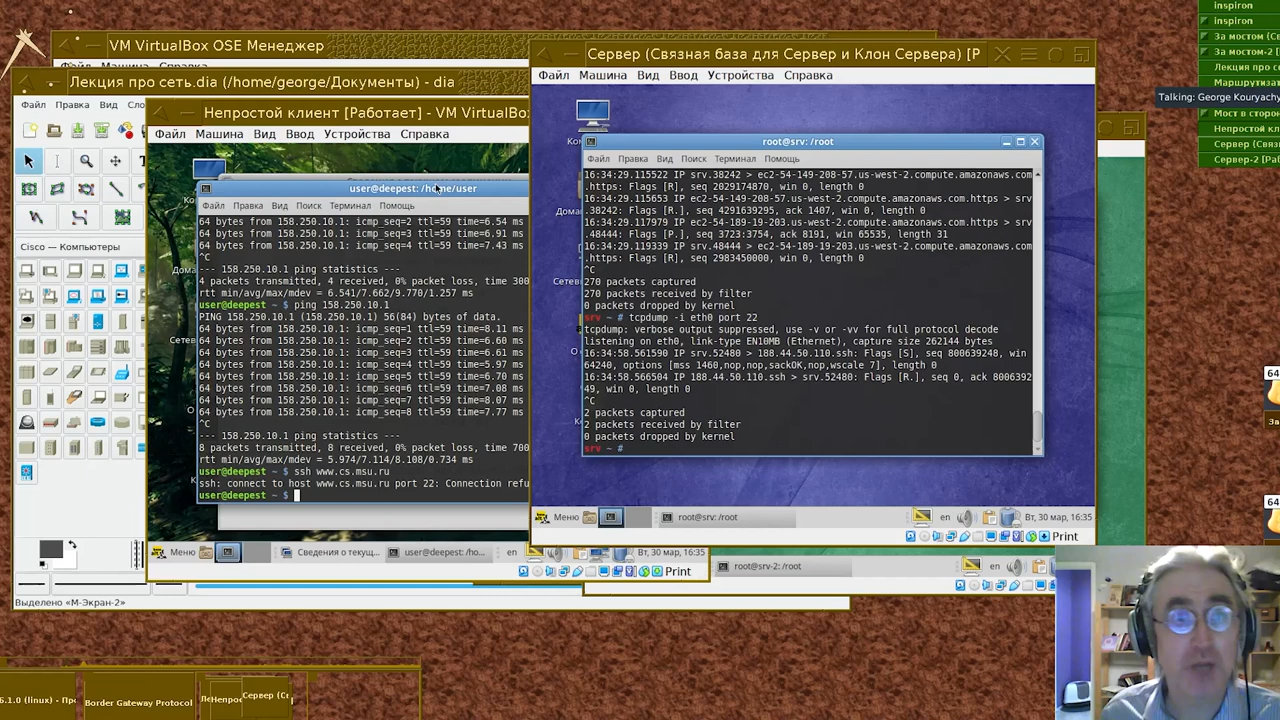 VM VirtualBox OSE Менеджер
Машина
Справка
Лекция про сеть.dia (/home/george/Документы) - dia
Файл Правка Вид
Cisco — Компьютеры
Выделено «М-Экран-2»
Непростой клиент [Работает] - VM VirtualBo
Файл Машина Вид Ввод Устройства Справка
user@deepest: /home/user
Файл Правка Вид Поиск Терминал Помощь
64 bytes from 158.250.10.1: icmp_seq=2 ttl=59 time=6.54 ms
64 bytes from 158.250.10.1: icmp_seq=3 ttl=59 time=6.91 ms
64 bytes from 158.250.10.1: icmp_seq=4 ttl=59 time=7.43 ms
^C
--- 158.250.10.1 ping statistics ---
4 packets transmitted, 4 received, 0% packet loss, time 300
rtt min/avg/max/mdev = 6.541/7.662/9.770/1.257 ms
user@deepest ~ $ ping 158.250.10.1
PING 158.250.10.1 (158.250.10.1) 56(84) bytes of data.
64 bytes from 158.250.10.1: icmp_seq=1 ttl=59 time=8.11 ms
64 bytes from 158.250.10.1: icmp_seq=2 ttl=59 time=6.60 ms
64 bytes from 158.250.10.1: icmp_seq=3 ttl=59 time=6.61 ms
64 bytes from 158.250.10.1: icmp_seq=4 ttl=59 time=5.97 ms
64 bytes from 158.250.10.1: icmp_seq=5 ttl=59 time=6.70 ms
64 bytes from 158.250.10.1: icmp_seq=6 ttl=59 time=7.08 ms
64 bytes from 158.250.10.1: icmp_seq=7 ttl=59 time=8.07 ms
64 bytes from 158.250.10.1: icmp_seq=8 ttl=59 time=7.77 ms
^C
--- 158.250.10.1 ping statistics ---
8 packets transmitted, 8 received, 0% packet loss, time 700
rtt min/avg/max/mdev = 5.974/7.114/8.108/0.734 ms
user@deepest ~ $ ssh www.cs.msu.ru
ssh: connect to host www.cs.msu.ru port 22: Connection refu
user@deepest ~ $
Меню Сведения о текущ... user@deepest: /ho... en Вт, 30 мар, 16:35
Print
Сервер (Связная база для Сервер и Клон Сервера) [Р
Файл Машина Вид Ввод Устройства Справка
root@srv: /root
Файл Правка Вид Поиск Терминал Помощь
16:34:29.115522 IP srv.38242 > ec2-54-149-208-57.us-west-2.compute.amazonaws.com
.https: Flags [R], seq 2029174870, win 0, length 0
16:34:29.115653 IP ec2-54-149-208-57.us-west-2.compute.amazonaws.com.https > srv
.38242: Flags [R.], seq 4291639295, ack 1407, win 0, length 0
16:34:29.117979 IP ec2-54-189-19-203.us-west-2.compute.amazonaws.com.https > srv
.48444: Flags [P.], seq 3723:3754, ack 8191, win 65535, length 31
16:34:29.119339 IP srv.48444 > ec2-54-189-19-203.us-west-2.compute.amazonaws.com
.https: Flags [R], seq 2983450000, win 0, length 0
^C
270 packets captured
270 packets received by filter
0 packets dropped by kernel
srv ~ # tcpdump -i eth0 port 22
tcpdump: verbose output suppressed, use -v or -vv for full protocol decode
listening on eth0, link-type EN10MB (Ethernet), capture size 262144 bytes
16:34:58.561590 IP srv.52480 > 188.44.50.110.ssh: Flags [S], seq 800639248, win
64240, options [mss 1460,nop,nop,sackOK,nop,wscale 7], length 0
16:34:58.566504 IP 188.44.50.110.ssh > srv.52480: Flags [R.], seq 0, ack 8006392
49, win 0, length 0
^C
2 packets captured
2 packets received by filter
0 packets dropped by kernel
srv ~ #
Меню root@srv: /root en Вт, 30 мар, 16:35
Print
root@srv-2: /root en
inspiron
inspiron
За мостом (Св
За мостом-2 [
Лекция про се
Маршрутизат
Talking: George Kouryachy
Мост в сторон
Непростой кл
Сервер (Связн
Сервер-2 [Раб
6.1.0 (linux) - Пр
Border Gateway Protocol
Непрос
Сервер (Св